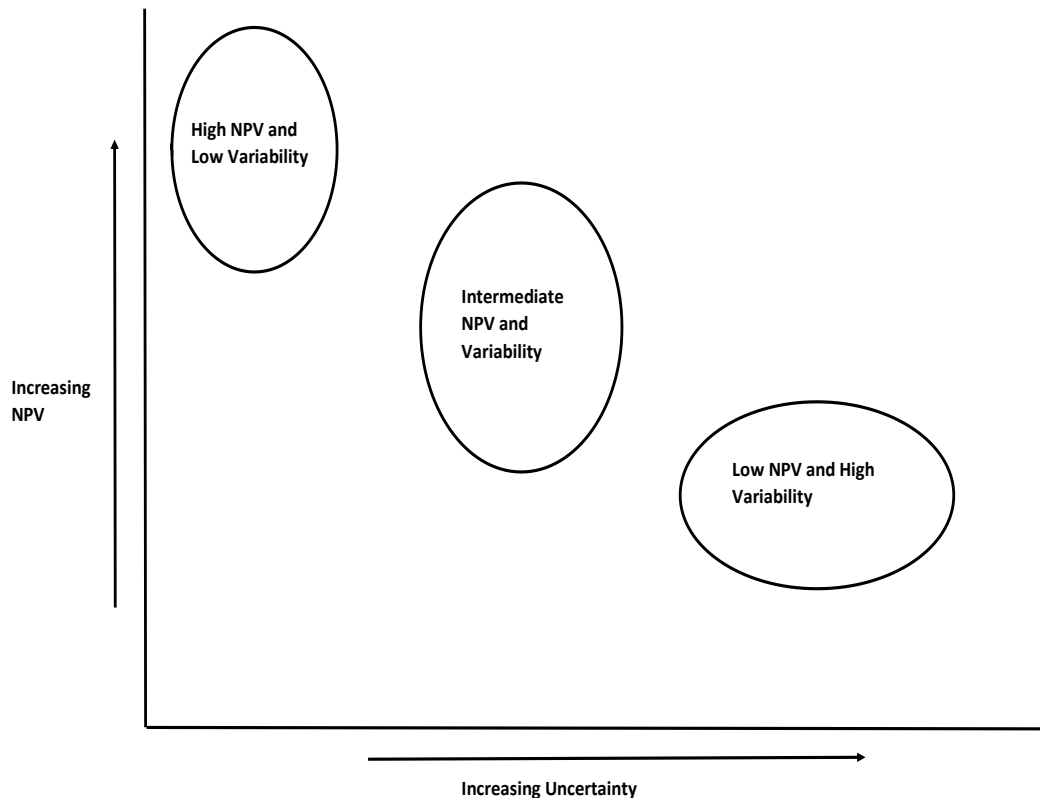 High NPV and
Low Variability
Intermediate
NPV and
Variability
Increasing
NPV
Low NPV and High
Variability
Increasing Uncertainty